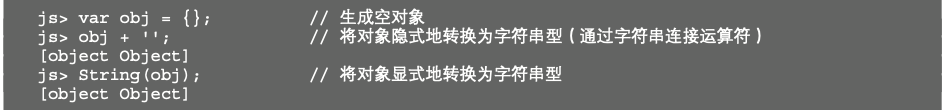 js> var obj = {};          // 生成空对象
js> obj + '';              // 将对象隐式地转换为字符串型(通过字符串连接运算符)
[object Object]
js> String(obj);           // 将对象显式地转换为字符串型
[object Object]